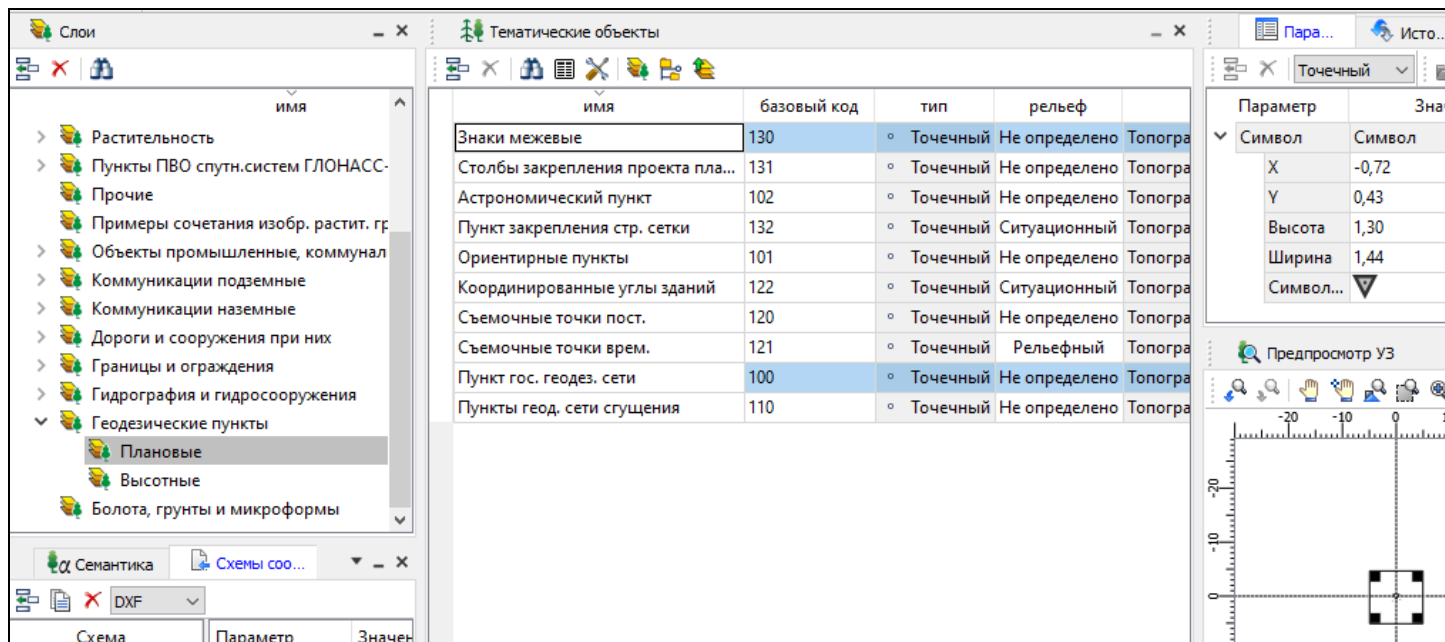 Слои
имя
Растительность
Пункты ПВО спутн.систем ГЛОНАСС-
Прочие
Примеры сочетания изобр. растит. гр
Объекты промышленные, коммунал
Коммуникации подземные
Коммуникации наземные
Дороги и сооружения при них
Границы и ограждения
Гидрография и гидросооружения
Геодезические пункты
Плановые
Высотные
Болота, грунты и микроформы
α Семантика Схемы соо...
DXF
Схема Параметр Значен
Тематические объекты
имя базовый код тип рельеф
Знаки межевые 130 Точечный Не определено Топогра
Столбы закрепления проекта пла... 131 Точечный Не определено Топогра
Астрономический пункт 102 Точечный Не определено Топогра
Пункт закрепления стр. сетки 132 Точечный Ситуационный Топогра
Ориентирные пункты 101 Точечный Не определено Топогра
Координированные углы зданий 122 Точечный Ситуационный Топогра
Съемочные точки пост. 120 Точечный Не определено Топогра
Съемочные точки врем. 121 Точечный Рельефный Топогра
Пункт гос. геодез. сети 100 Точечный Не определено Топогра
Пункты геод. сети сгущения 110 Точечный Не определено Топогра
Пара... Исто...
Точечный
Параметр Знач
Символ Символ
X -0,72
Y 0,43
Высота 1,30
Ширина 1,44
Символ...
Предпросмотр УЗ
-20 -10 0 1
-20
-10
0